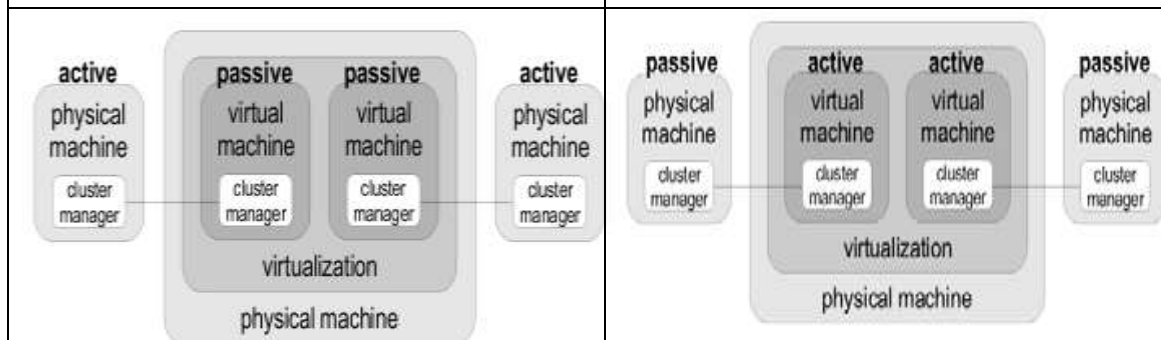 active
physical
machine
cluster
manager
passive
virtual
machine
cluster
manager
passive
virtual
machine
cluster
manager
active
physical
machine
cluster
manager
virtualization
physical machine
passive
physical
machine
cluster
manager
active
virtual
machine
cluster
manager
active
virtual
machine
cluster
manager
passive
physical
machine
cluster
manager
virtualization
physical machine